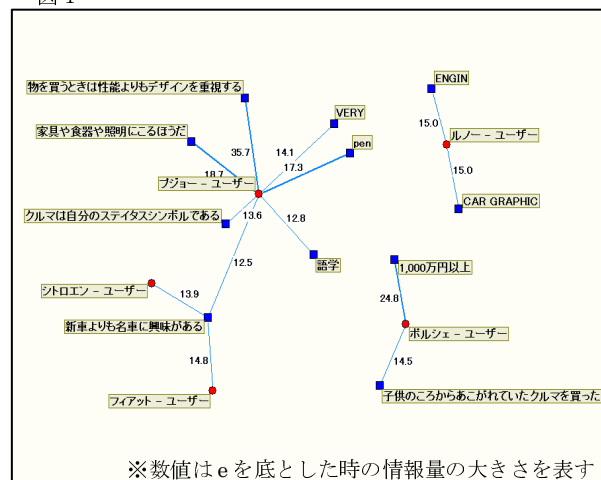 図1
物を買うときは性能よりもデザインを重視する
ENGIN
VERY
家具や食器や照明にこるほうだ
15.0
ルノー − ユーザー
35.7
14.1
pen
17.3
18.7
15.0
プジョー − ユーザー
CAR GRAPHIC
13.6
12.8
クルマは自分のステイタスシンボルである
12.5
語学
1,000万円以上
シトロエン − ユーザー
13.9
24.8
新車よりも名車に興味がある
ポルシェ − ユーザー
14.8
14.5
フィアット − ユーザー
子供のころからあこがれていたクルマを買った
※数値はeを底とした時の情報量の大きさを表す